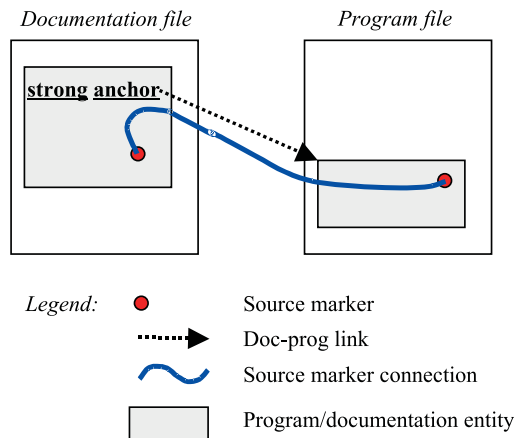 Documentation file
Program file
strong anchor
Legend:
Source marker
Doc-prog link
Source marker connection
Program/documentation entity